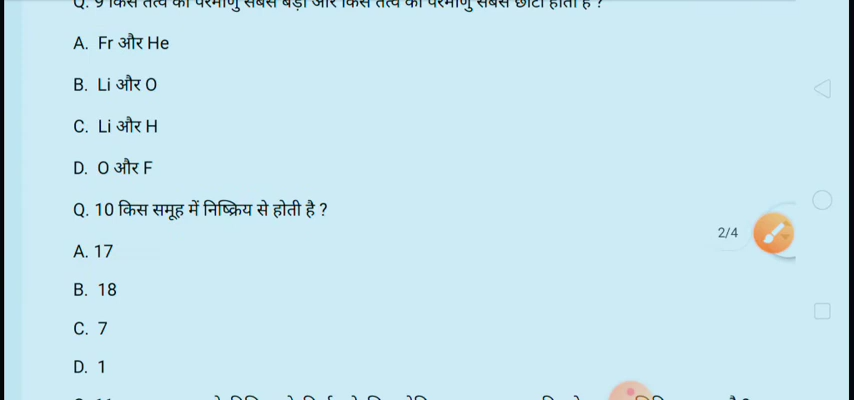 Q. 9 किस तत्व का परमाणु सबसे बड़ा और किस तत्व का परमाणु सबसे छोटा होता है ?
A. Fr और He
B. Li और O
C. Li और H
D. O और F
Q. 10 किस समूह में निष्क्रिय से होती है ?
2/4
A. 17
B. 18
C. 7
D. 1